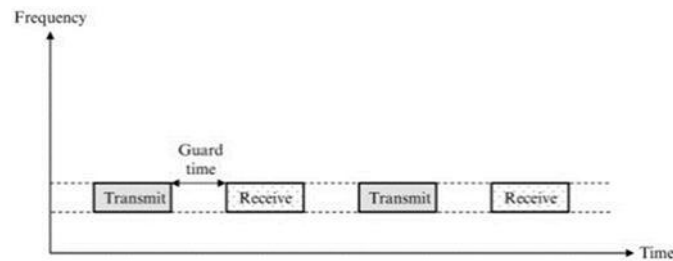 Frequency
Guard
time
Transmit
Receive
Transmit
Receive
Time